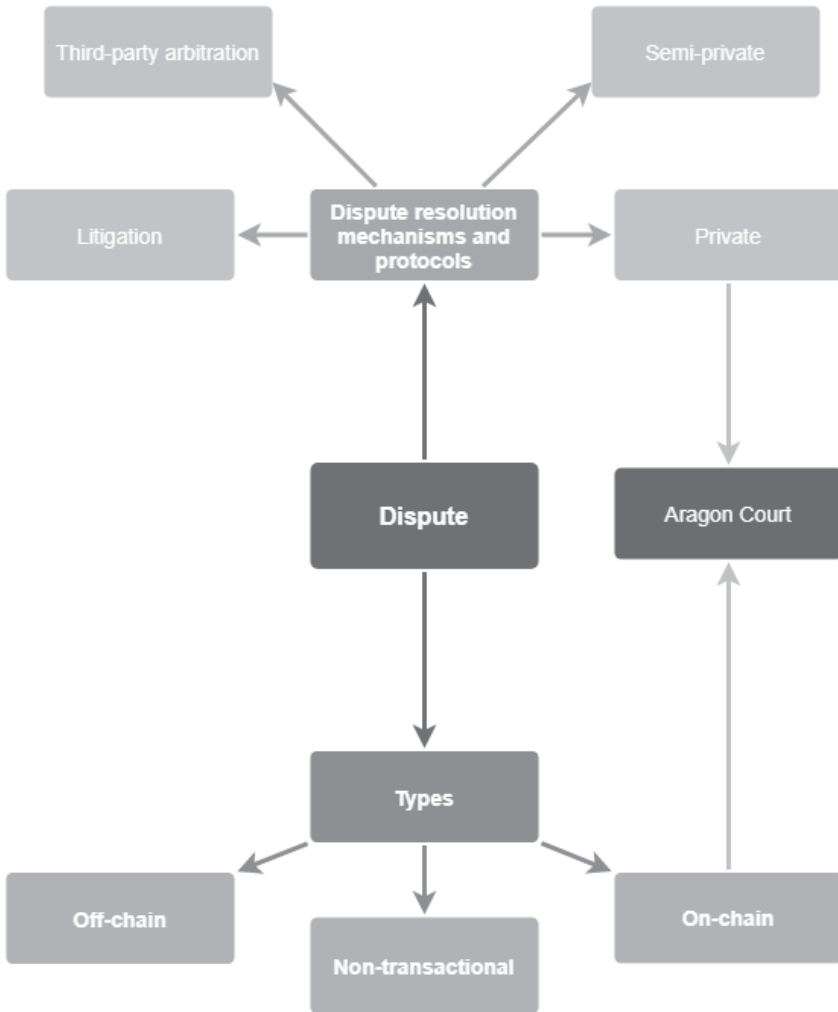 Third-party arbitration
Semi-private
Litigation
Dispute resolution
mechanisms and
protocols
Private
Dispute
Aragon Court
Types
Off-chain
Non-transactional
On-chain